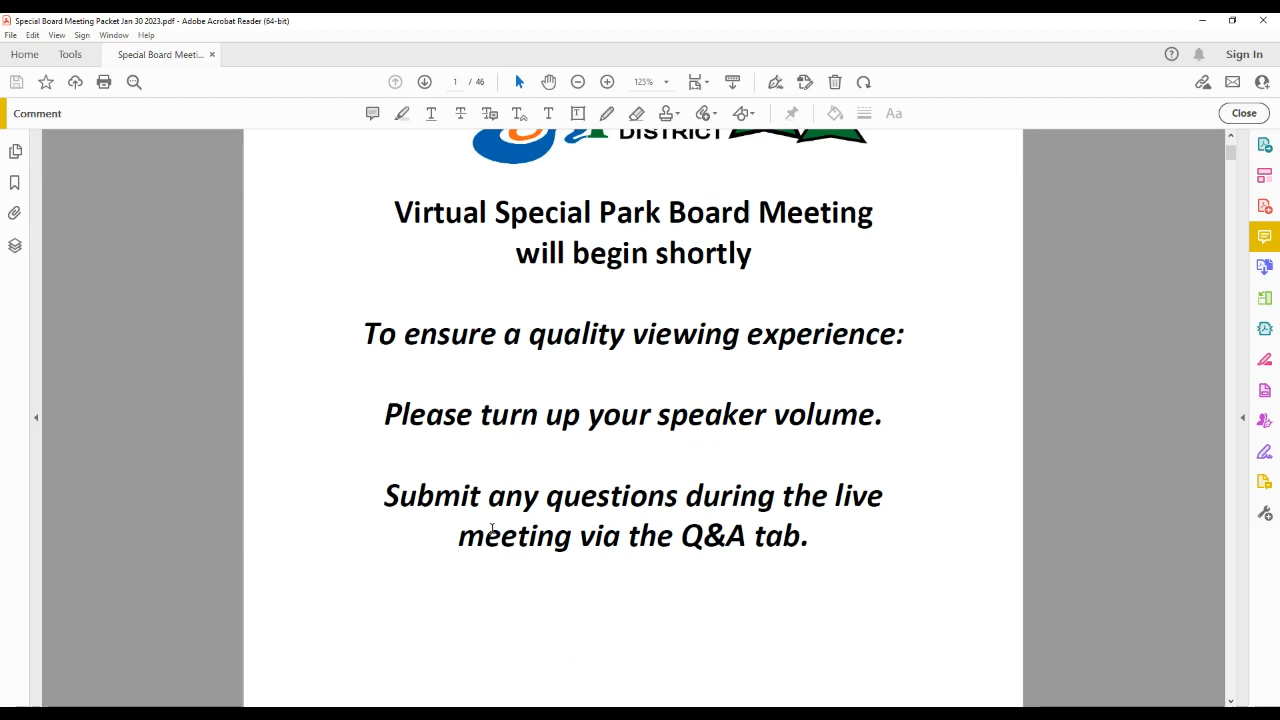 Special Board Meeting Packet Jan 30 2023.pdf - Adobe Acrobat Reader (64-bit)
File Edit View Sign Window Help
Home Tools Special Board Meeti... × Sign In
1 / 46 125%
Comment Aa Close
DISTRICT
Virtual Special Park Board Meeting
will begin shortly
To ensure a quality viewing experience:
Please turn up your speaker volume.
Submit any questions during the live
meeting via the Q&A tab.